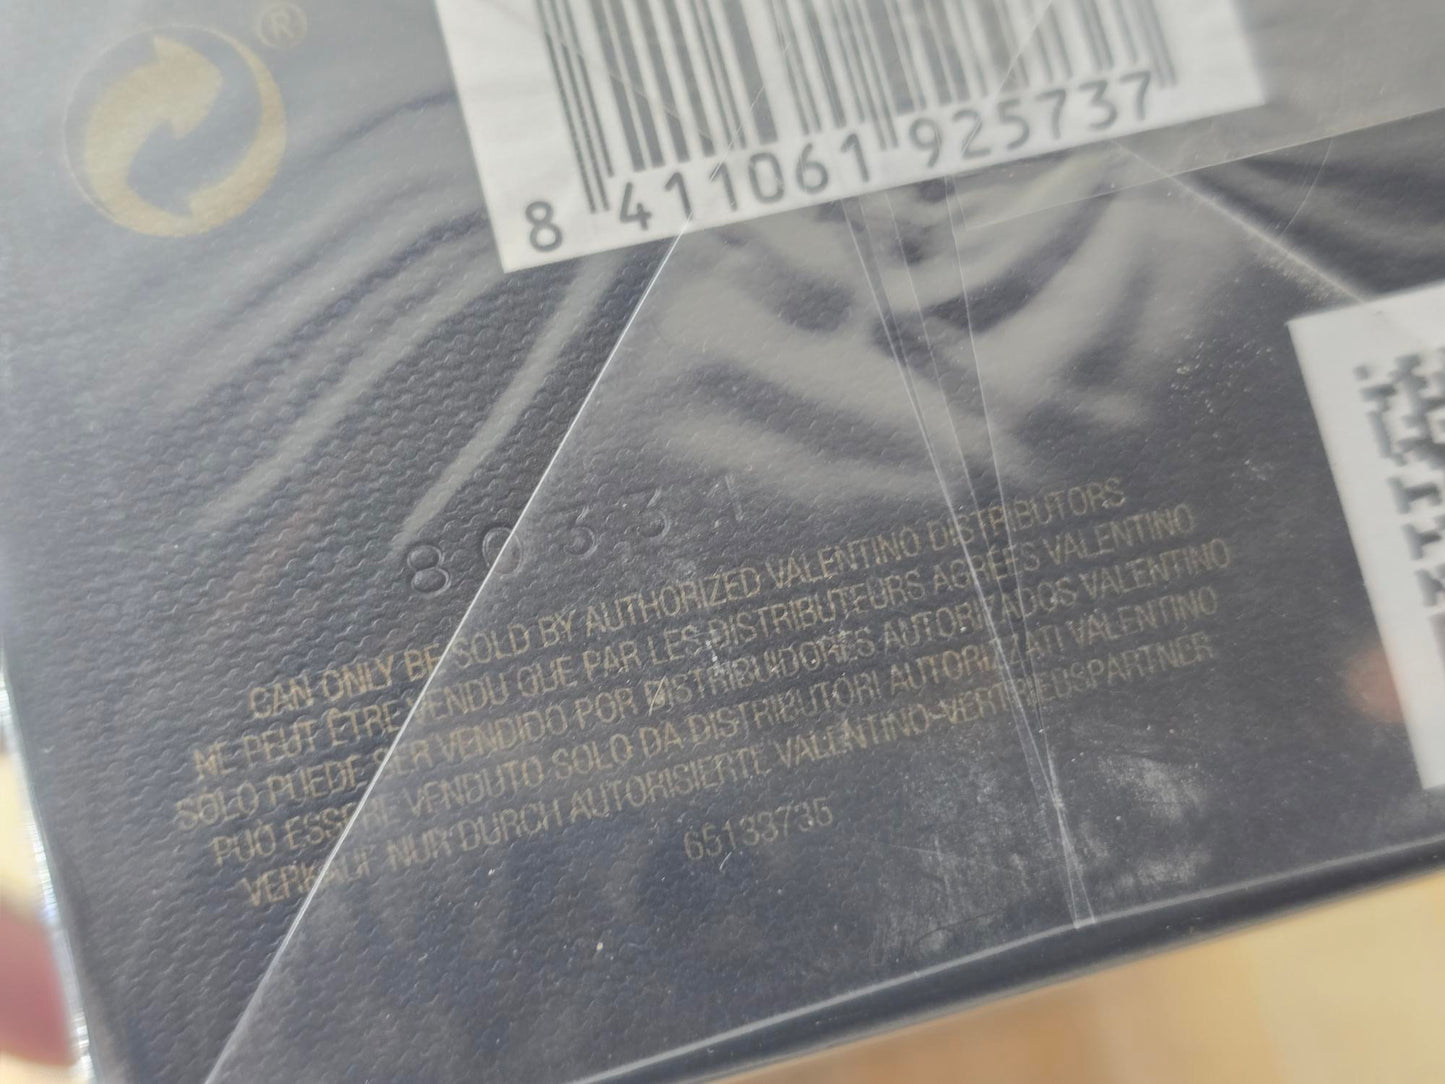 ®
8 411061 925737
80331
CAN ONLY BE SOLD BY AUTHORIZED VALENTINO DISTRIBUTORS
NE PEUT ÊTRE VENDU QUE PAR LES DISTRIBUTEURS AGRÉES VALENTINO
SOLO PUEDE SER VENDIDO POR DISTRIBUIDORES AUTORIZADOS VALENTINO
PUÒ ESSERE VENDUTO SOLO DA DISTRIBUTORI AUTORIZZATI VALENTINO
VERKAUF NUR DURCH AUTORISIERTE VALENTINO-VERTRIEBSPARTNER
65133735